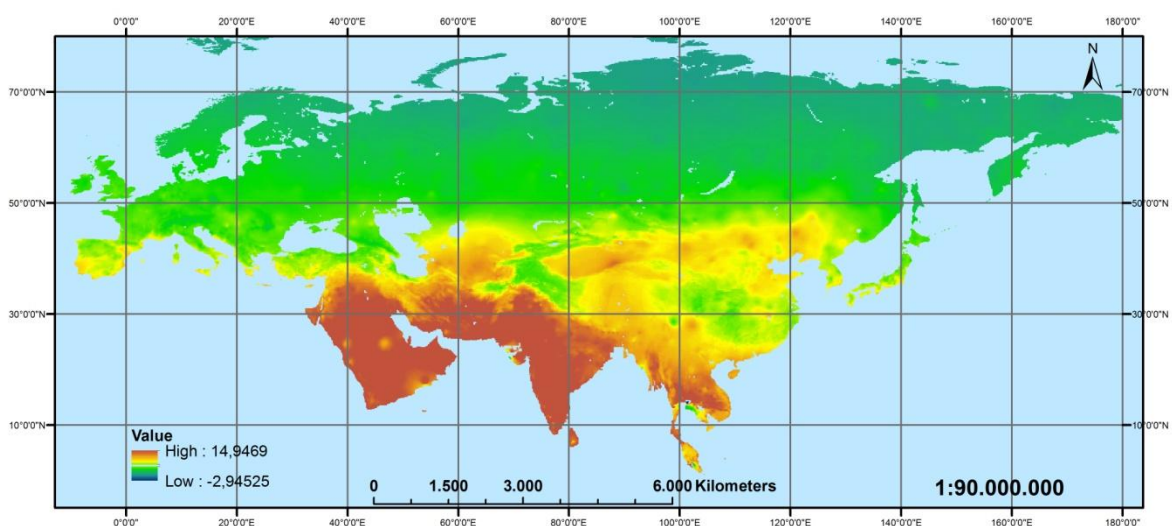 0°0'0" 20°0'0"E 40°0'0"E 60°0'0"E 80°0'0"E 100°0'0"E 120°0'0"E 140°0'0"E 160°0'0"E 180°0'0"
N
70°0'0"N 70°0'0"N
50°0'0"N 50°0'0"N
30°0'0"N 30°0'0"N
10°0'0"N 10°0'0"N
Value
High : 14,9469
Low : -2,94525
0 1.500 3.000 6.000 Kilometers
1:90.000.000
0°0'0" 20°0'0"E 40°0'0"E 60°0'0"E 80°0'0"E 100°0'0"E 120°0'0"E 140°0'0"E 160°0'0"E 180°0'0"